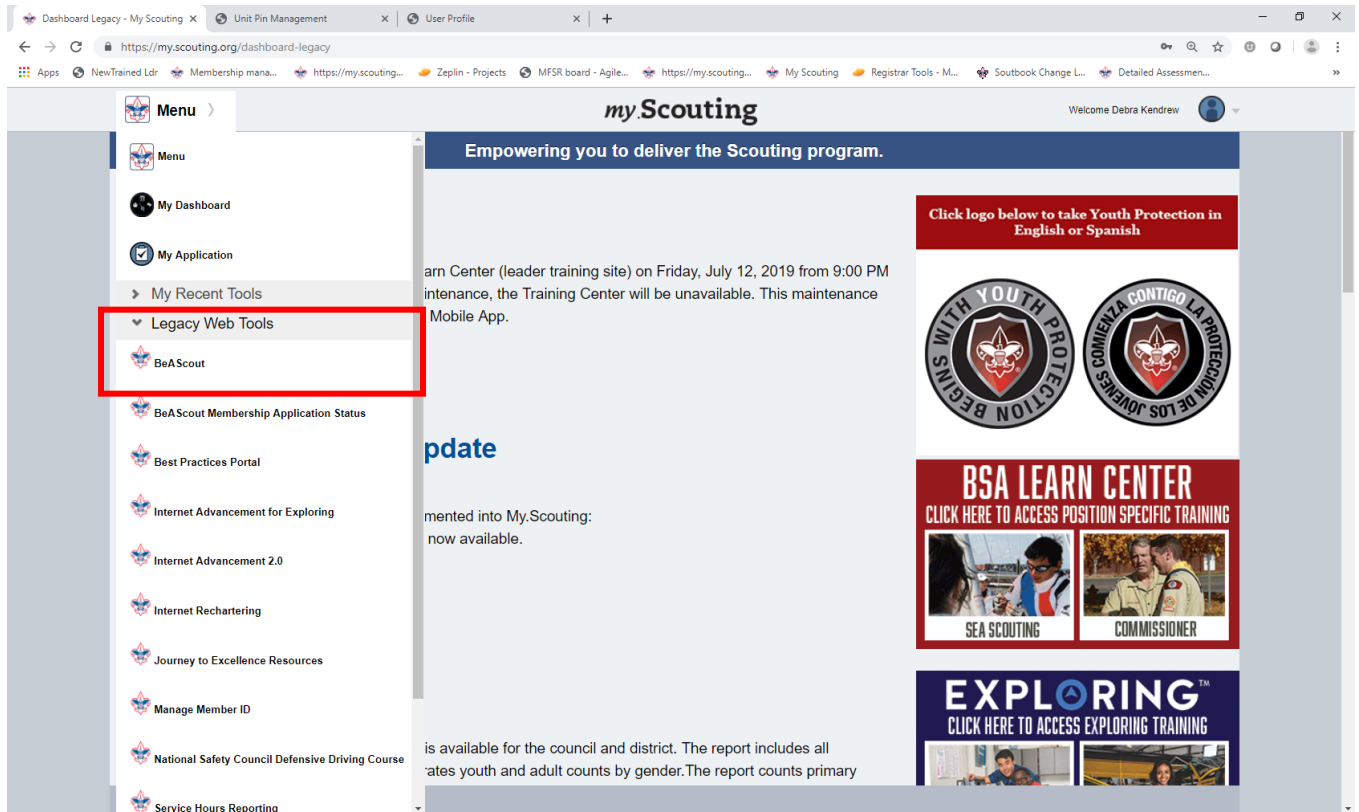 Dashboard Legacy - My Scouting
Unit Pin Management
User Profile
https://my.scouting.org/dashboard-legacy
Apps
NewTrained Ldr
Membership mana...
https://my.scouting...
Zeplin - Projects
MFSR board - Agile...
https://my.scouting...
My Scouting
Registrar Tools - M...
Soutbook Change L...
Detailed Assessmen...
Menu
my.Scouting
Welcome Debra Kendrew
Menu
My Dashboard
My Application
My Recent Tools
Legacy Web Tools
BeAScout
BeAScout Membership Application Status
Best Practices Portal
Internet Advancement for Exploring
Internet Advancement 2.0
Internet Rechartering
Journey to Excellence Resources
Manage Member ID
National Safety Council Defensive Driving Course
Service Hours Reporting
Empowering you to deliver the Scouting program.
arn Center (leader training site) on Friday, July 12, 2019 from 9:00 PM
intenance, the Training Center will be unavailable. This maintenance
Mobile App.
pdate
mented into My.Scouting:
now available.
is available for the council and district. The report includes all
rates youth and adult counts by gender.The report counts primary
Click logo below to take Youth Protection in
English or Spanish
YOUTH PROTECTION BEGINS WITH
COMIENZA CONTIGO LA PROTECCIÓN DE LOS JÓVENES
BSA LEARN CENTER
CLICK HERE TO ACCESS POSITION SPECIFIC TRAINING
SEA SCOUTING
COMMISSIONER
EXPLORING™
CLICK HERE TO ACCESS EXPLORING TRAINING